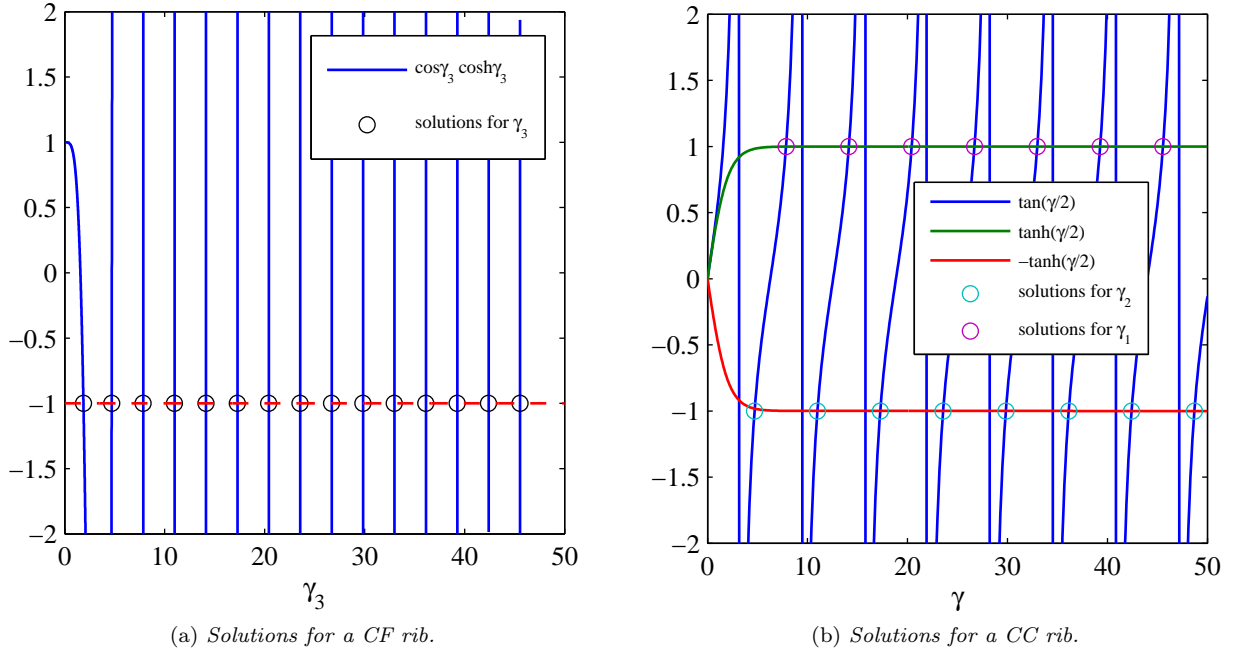 2
1.5
1
0.5
0
−0.5
−1
−1.5
−2
0 10 20 30 40 50
γ₃
cosγ₃ coshγ₃
solutions for γ₃
(a) Solutions for a CF rib.
2
1.5
1
0.5
0
−0.5
−1
−1.5
−2
0 10 20 30 40 50
γ
tan(γ/2)
tanh(γ/2)
−tanh(γ/2)
solutions for γ₂
solutions for γ₁
(b) Solutions for a CC rib.